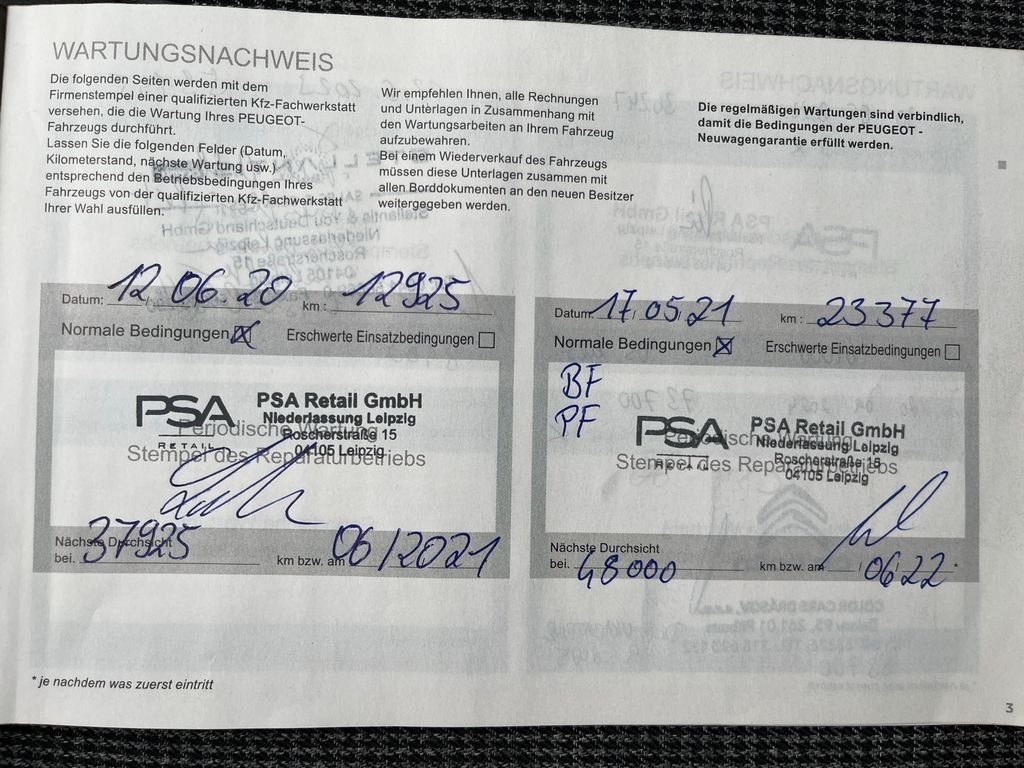 WARTUNGSNACHWEIS
Die folgenden Seiten werden mit dem
Firmenstempel einer qualifizierten Kfz-Fachwerkstatt
versehen, die die Wartung Ihres PEUGEOT-
Fahrzeugs durchführt.
Lassen Sie die folgenden Felder (Datum,
Kilometerstand, nächste Wartung usw.)
entsprechend den Betriebsbedingungen Ihres
Fahrzeugs von der qualifizierten Kfz-Fachwerkstatt
Ihrer Wahl ausfüllen.
Wir empfehlen Ihnen, alle Rechnungen
und Unterlagen in Zusammenhang mit
den Wartungsarbeiten an Ihrem Fahrzeug
aufzubewahren.
Bei einem Wiederverkauf des Fahrzeugs
müssen diese Unterlagen zusammen mit
allen Borddokumenten an den neuen Besitzer
weitergegeben werden.
Die regelmäßigen Wartungen sind verbindlich,
damit die Bedingungen der PEUGEOT -
Neuwagengarantie erfüllt werden.
Datum: 12.06.20 km : 12925
Normale Bedingungen Erschwerte Einsatzbedingungen
PSA RETAIL
PSA Retail GmbH
Niederlassung Leipzig
Roscherstraße 15
04105 Leipzig
Periodische Wartung
Stempel des Reparaturbetriebs
Nächste Durchsicht
bei. 37925 km bzw. am 06/2021
Datum: 17/05/21 km : 23377
Normale Bedingungen Erschwerte Einsatzbedingungen
BF
PF
PSA RETAIL
PSA Retail GmbH
Niederlassung Leipzig
Roscherstraße 15
04105 Leipzig
Periodische Wartung
Stempel des Reparaturbetriebs
Nächste Durchsicht
bei. 48000 km bzw. am /06/22 *
* je nachdem was zuerst eintritt
3